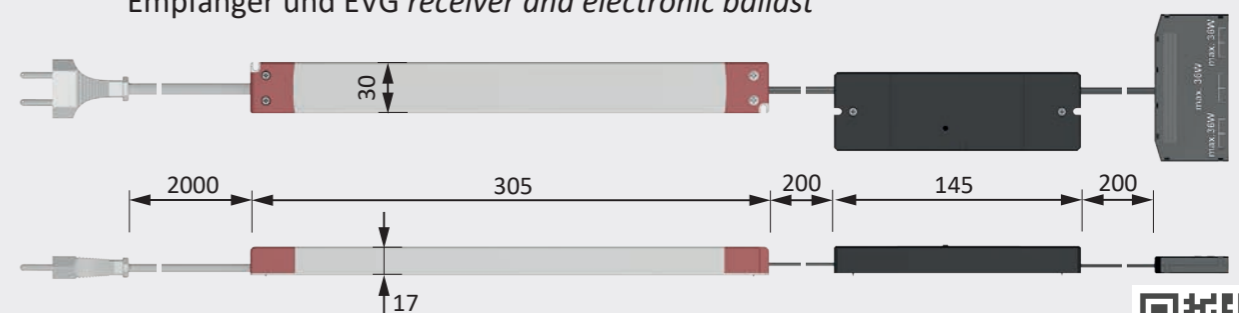 Empfänger und EVG receiver and electronic ballast
30
max. 36W
max. 36W
max.36W
2000
305
200
145
200
17